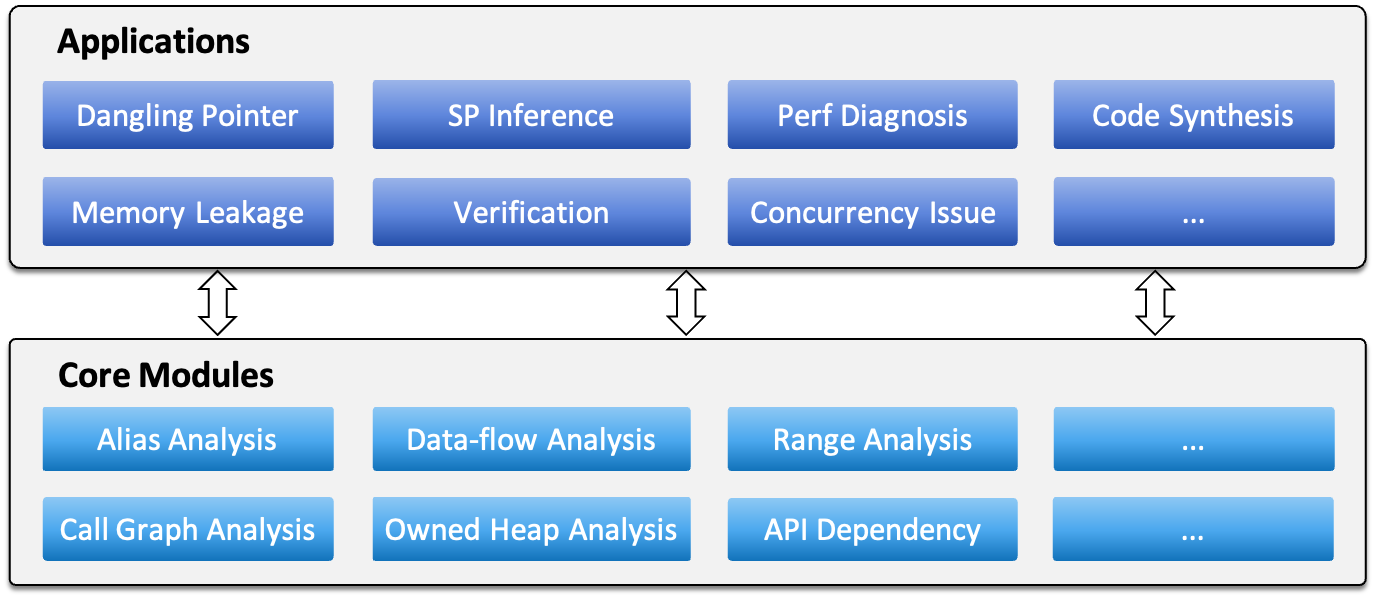 Applications
Dangling Pointer
SP Inference
Perf Diagnosis
Code Synthesis
Memory Leakage
Verification
Concurrency Issue
...
Core Modules
Alias Analysis
Data-flow Analysis
Range Analysis
...
Call Graph Analysis
Owned Heap Analysis
API Dependency
...